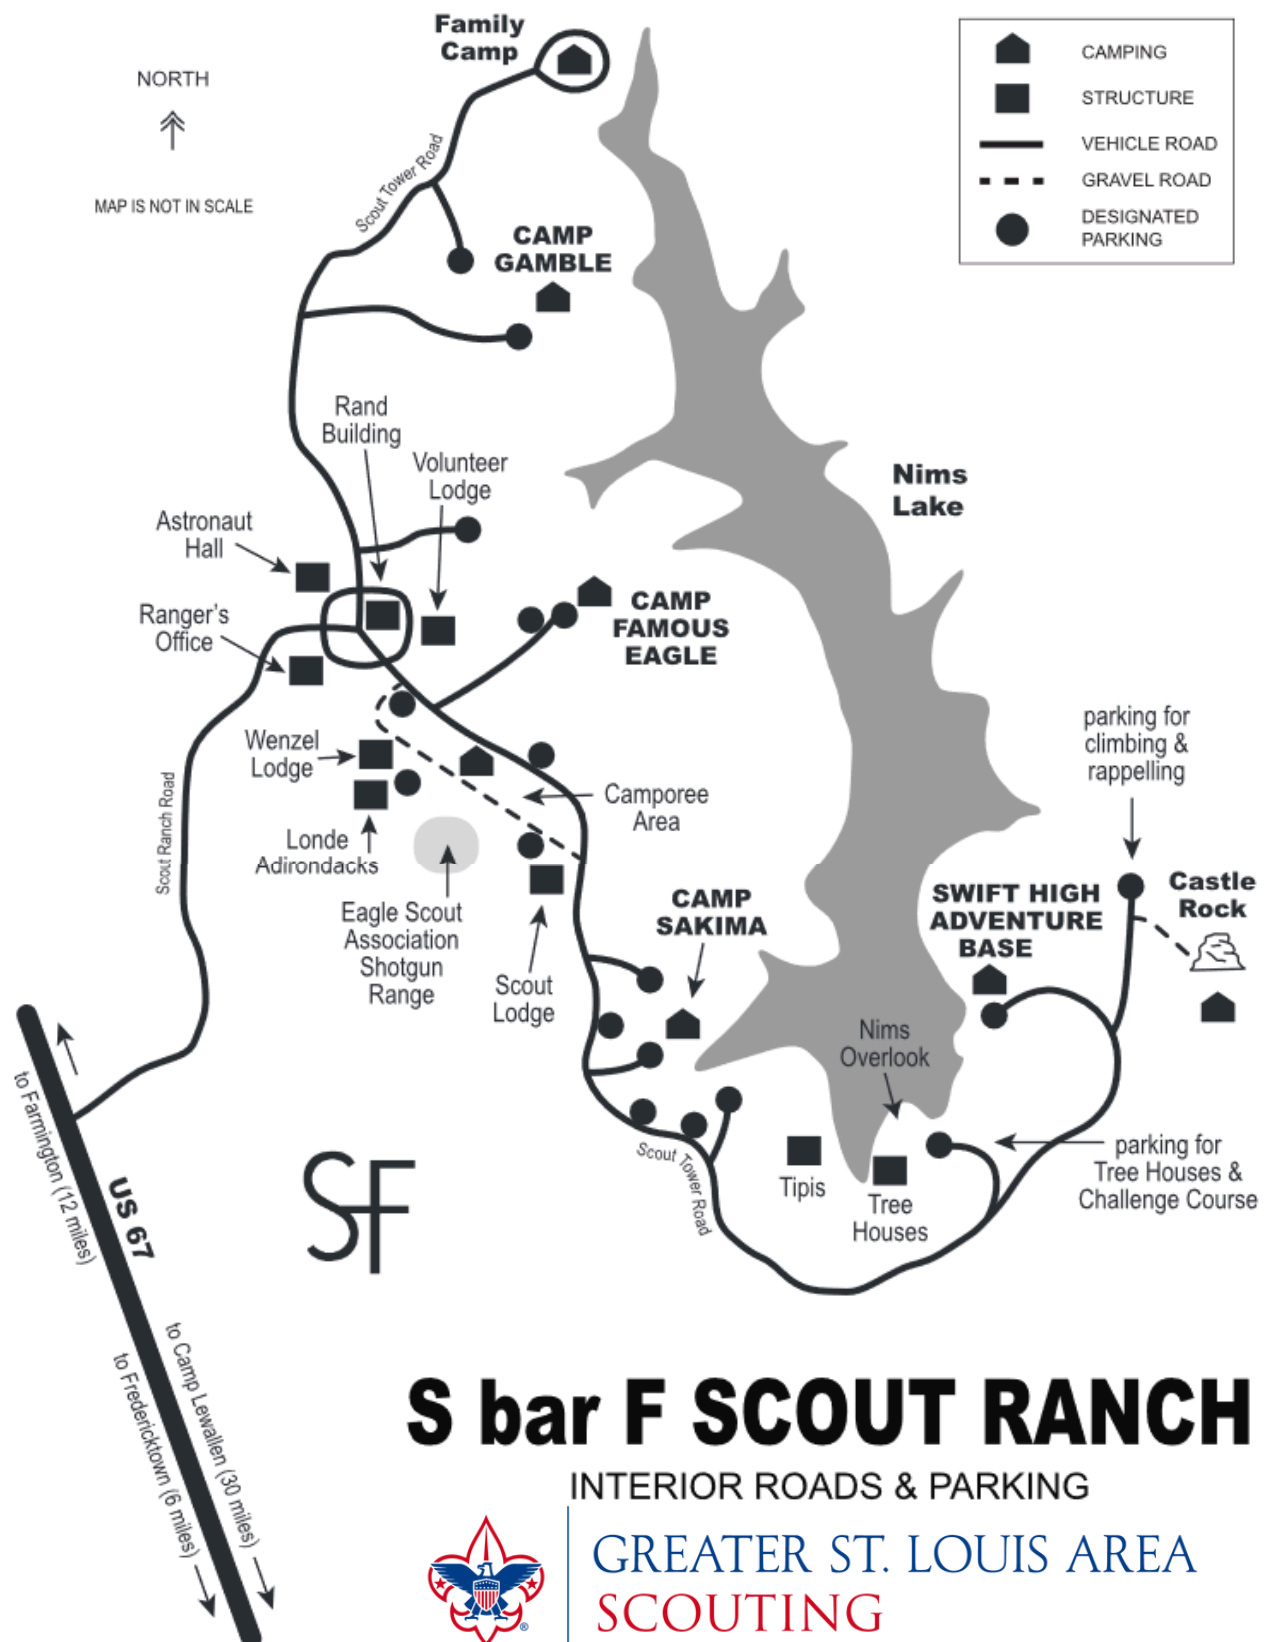 Family
Camp
NORTH
MAP IS NOT IN SCALE
CAMPING
STRUCTURE
VEHICLE ROAD
GRAVEL ROAD
DESIGNATED
PARKING
Scout Tower Road
CAMP
GAMBLE
Rand
Building
Volunteer
Lodge
Nims
Lake
Astronaut
Hall
Ranger's
Office
CAMP
FAMOUS
EAGLE
Wenzel
Lodge
Camporee
Area
parking for
climbing &
rappelling
Scout Ranch Road
Londe
Adirondacks
Eagle Scout
Association
Shotgun
Range
Scout
Lodge
CAMP
SAKIMA
SWIFT HIGH
ADVENTURE
BASE
Castle
Rock
Nims
Overlook
to Farmington (12 miles)
US 67
Scout Tower Road
Tipis
Tree
Houses
parking for
Tree Houses &
Challenge Course
SF
to Camp Lewallen (30 miles)
to Fredericktown (6 miles)
S bar F SCOUT RANCH
INTERIOR ROADS & PARKING
GREATER ST. LOUIS AREA
SCOUTING
®